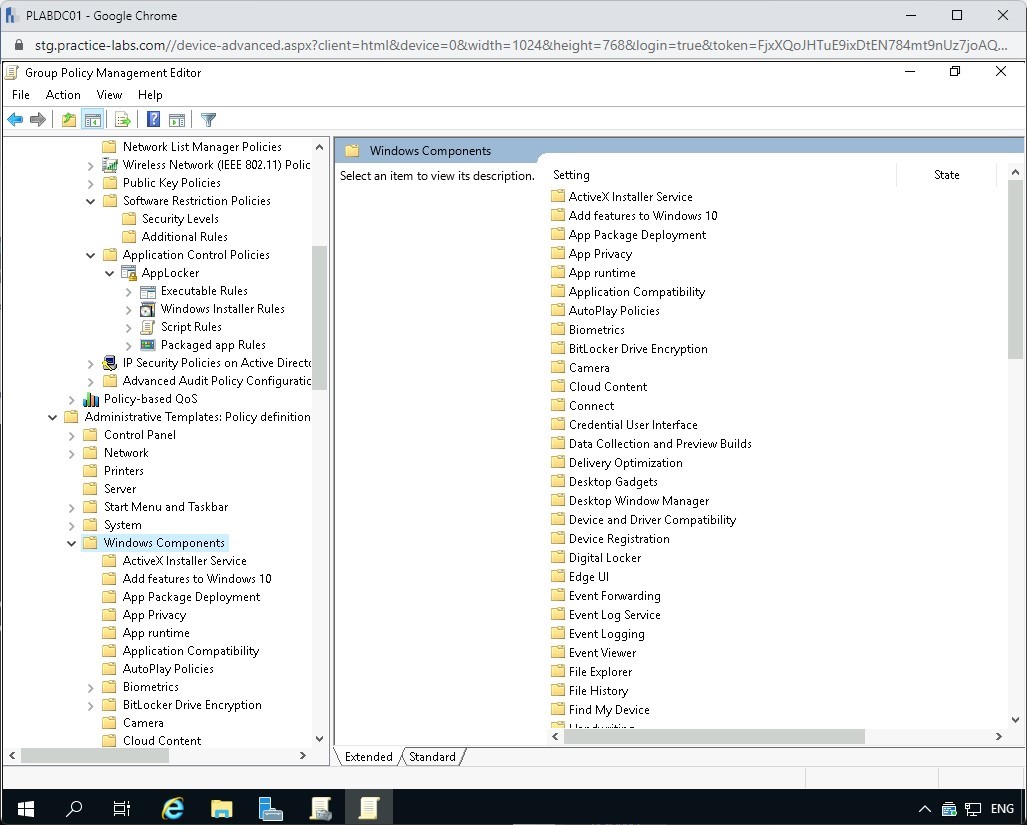 PLABDC01 - Google Chrome
stg.practice-labs.com//device-advanced.aspx?client=html&device=0&width=1024&height=768&login=true&token=FjxXQoJHTuE9ixDtEN784mt9nUz7joAQ...
Group Policy Management Editor
File Action View Help
Network List Manager Policies
Wireless Network (IEEE 802.11) Polic
Public Key Policies
Software Restriction Policies
Security Levels
Additional Rules
Application Control Policies
AppLocker
Executable Rules
Windows Installer Rules
Script Rules
Packaged app Rules
IP Security Policies on Active Directo
Advanced Audit Policy Configuratic
Policy-based QoS
Administrative Templates: Policy definition
Control Panel
Network
Printers
Server
Start Menu and Taskbar
System
Windows Components
ActiveX Installer Service
Add features to Windows 10
App Package Deployment
App Privacy
App runtime
Application Compatibility
AutoPlay Policies
Biometrics
BitLocker Drive Encryption
Camera
Cloud Content
Windows Components
Select an item to view its description.
Setting State
ActiveX Installer Service
Add features to Windows 10
App Package Deployment
App Privacy
App runtime
Application Compatibility
AutoPlay Policies
Biometrics
BitLocker Drive Encryption
Camera
Cloud Content
Connect
Credential User Interface
Data Collection and Preview Builds
Delivery Optimization
Desktop Gadgets
Desktop Window Manager
Device and Driver Compatibility
Device Registration
Digital Locker
Edge UI
Event Forwarding
Event Log Service
Event Logging
Event Viewer
File Explorer
File History
Find My Device
Handwriting
Extended Standard
ENG